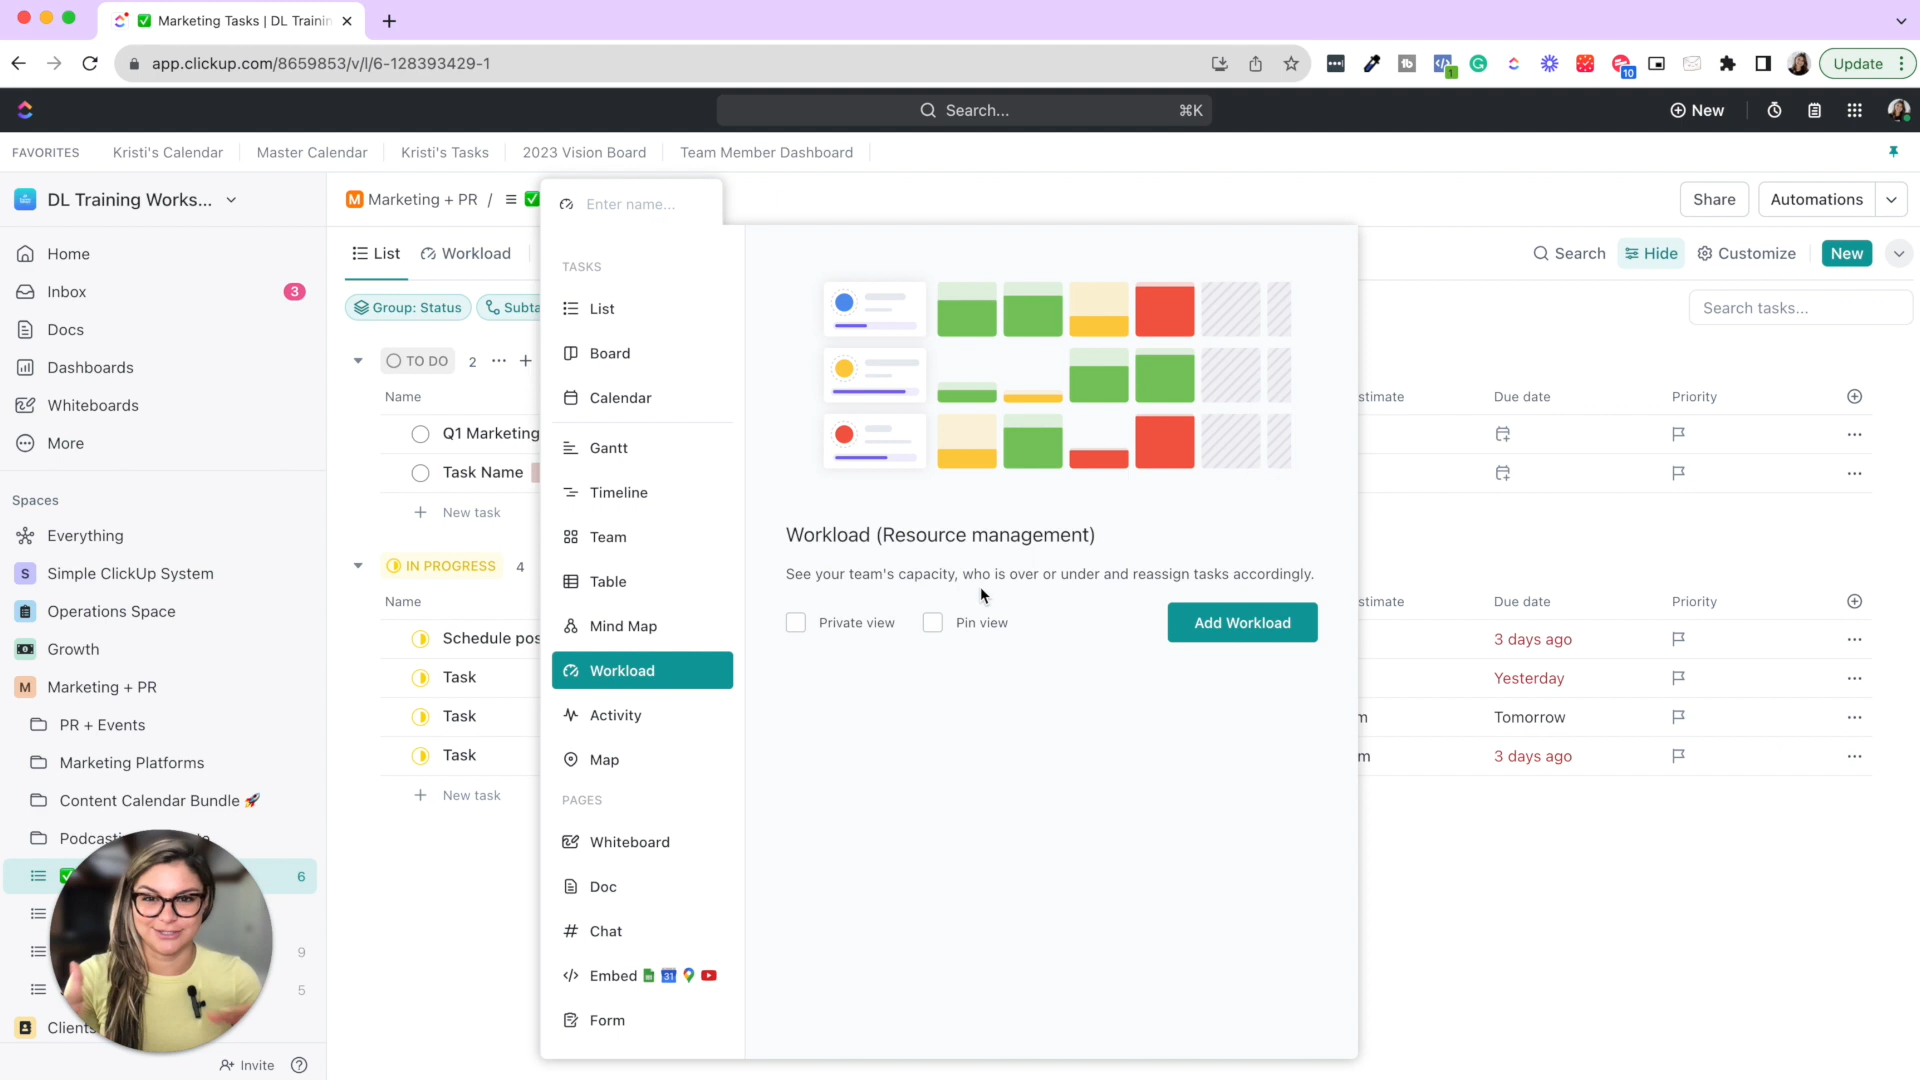 Marketing Tasks | DL Trainin
app.clickup.com/8659853/v/l/6-128393429-1
1
10
Update
Search...
⌘K
New
FAVORITES
Kristi's Calendar
Master Calendar
Kristi's Tasks
2023 Vision Board
Team Member Dashboard
DL Training Works...
M Marketing + PR /
Enter name...
Share
Automations
Home
Inbox
3
Docs
Dashboards
Whiteboards
More
Spaces
Everything
S Simple ClickUp System
Operations Space
Growth
M Marketing + PR
PR + Events
Marketing Platforms
Content Calendar Bundle 🚀
Podcasti
6
9
5
Clients
Invite
List
Workload
Search
Hide
Customize
New
Group: Status
Subta
Search tasks...
TO DO
2
Name
stimate
Due date
Priority
Q1 Marketing
Task Name
New task
IN PROGRESS
4
Name
stimate
Due date
Priority
Schedule pos
3 days ago
Task
Yesterday
Task
m
Tomorrow
Task
m
3 days ago
New task
TASKS
List
Board
Calendar
Gantt
Timeline
Team
Table
Mind Map
Workload
Activity
Map
PAGES
Whiteboard
Doc
Chat
Embed
31
Form
Workload (Resource management)
See your team's capacity, who is over or under and reassign tasks accordingly.
Private view
Pin view
Add Workload